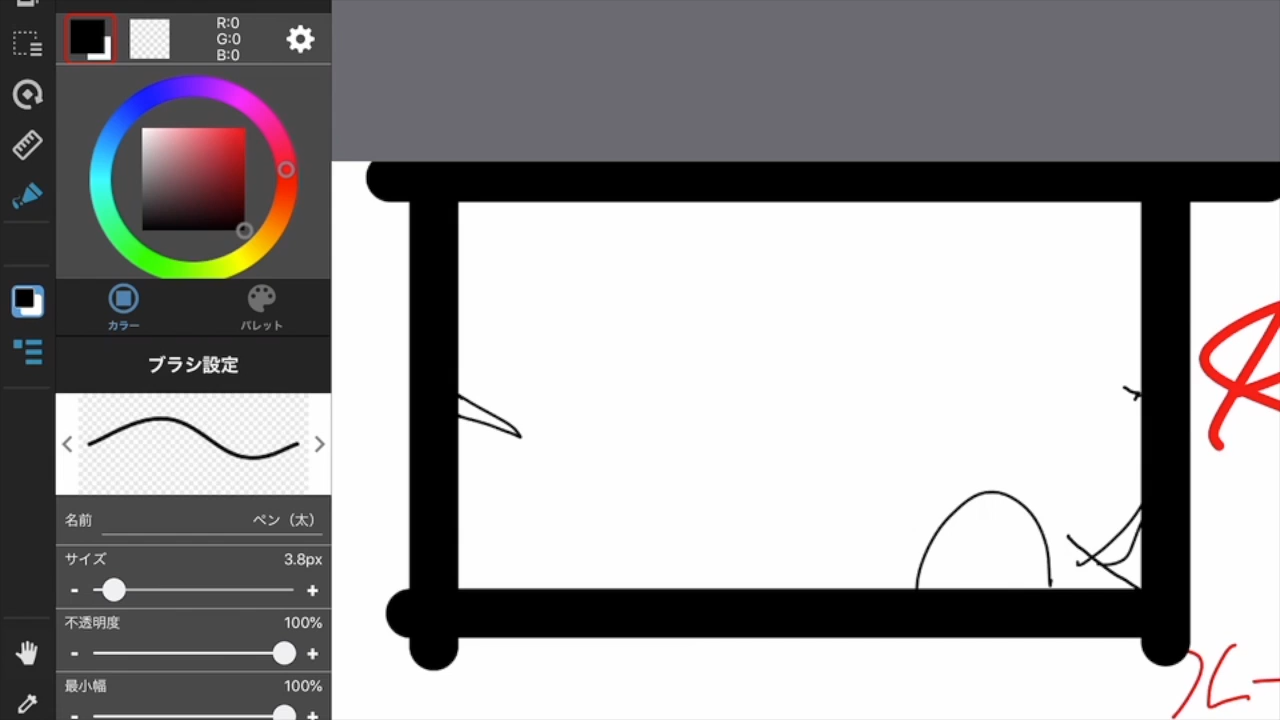 R:0
G:0
B:0
カラー
パレット
ブラシ設定
名前 ペン（太）
サイズ 3.8px
- +
不透明度 100%
- +
最小幅 100%
- +